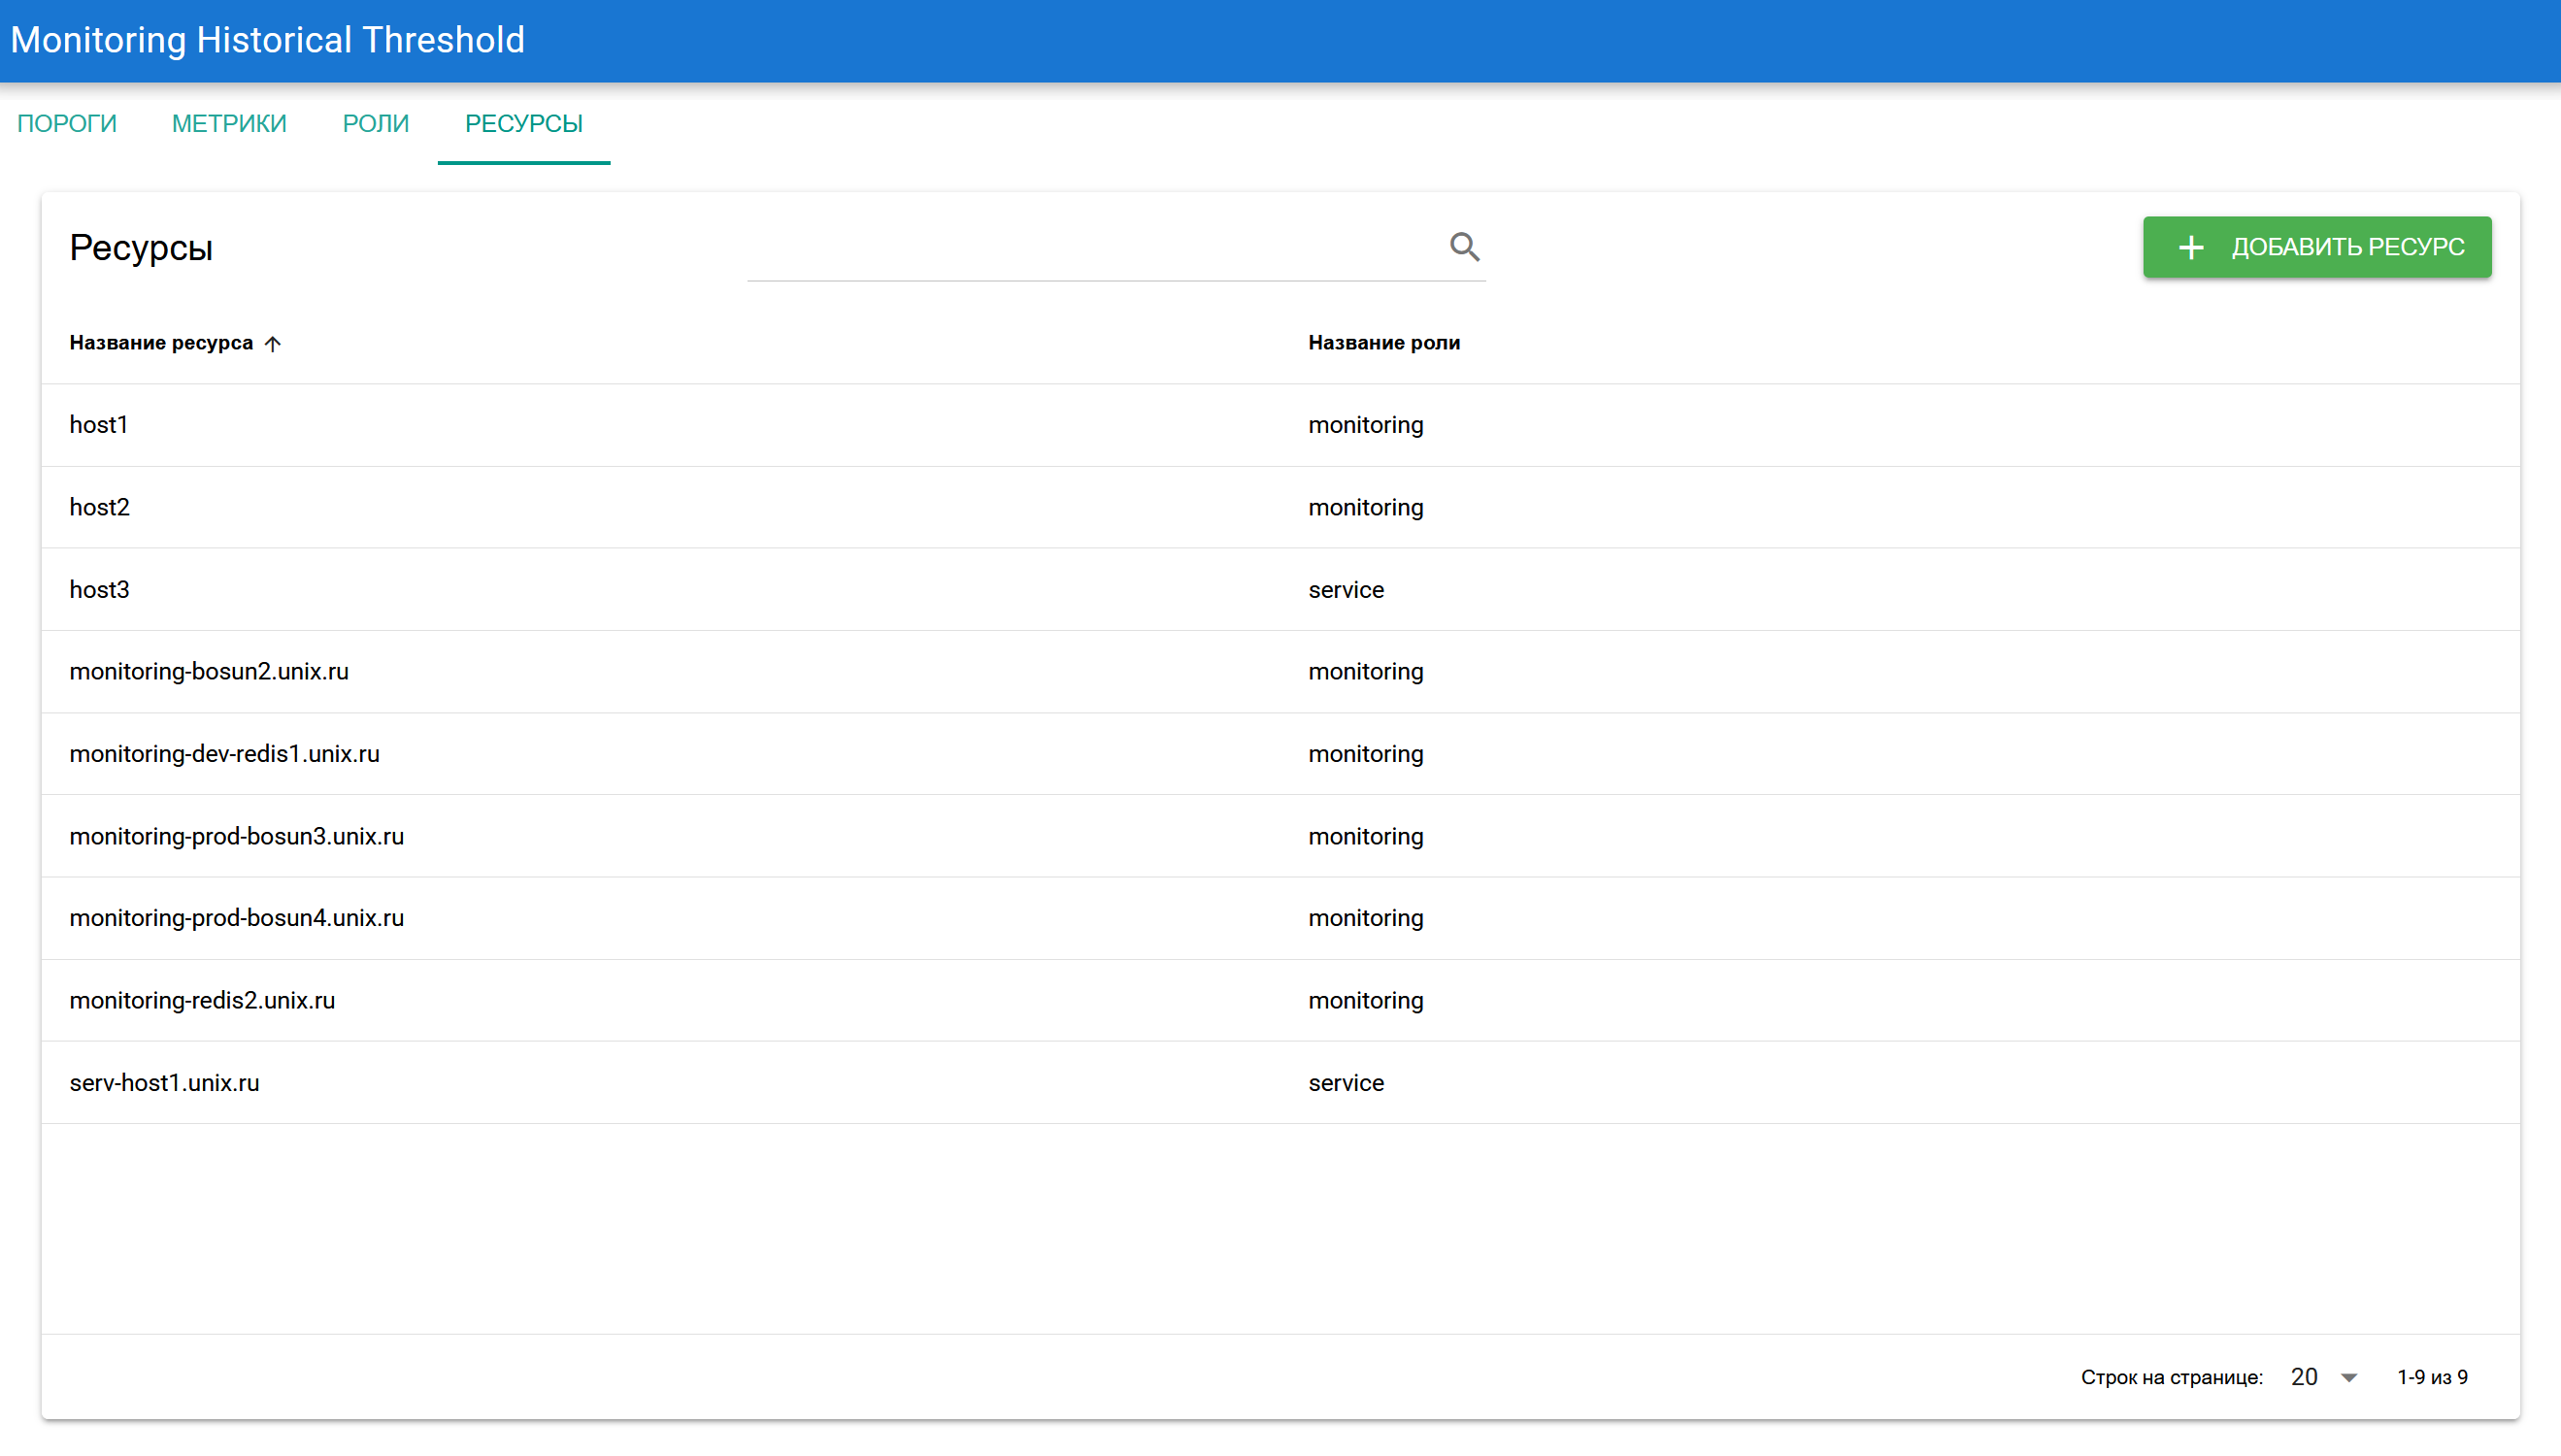 Monitoring Historical Threshold
ПОРОГИ МЕТРИКИ РОЛИ РЕСУРСЫ
Ресурсы ДОБАВИТЬ РЕСУРС
Название ресурса Название роли
host1 monitoring
host2 monitoring
host3 service
monitoring-bosun2.unix.ru monitoring
monitoring-dev-redis1.unix.ru monitoring
monitoring-prod-bosun3.unix.ru monitoring
monitoring-prod-bosun4.unix.ru monitoring
monitoring-redis2.unix.ru monitoring
serv-host1.unix.ru service
Строк на странице: 20 1-9 из 9